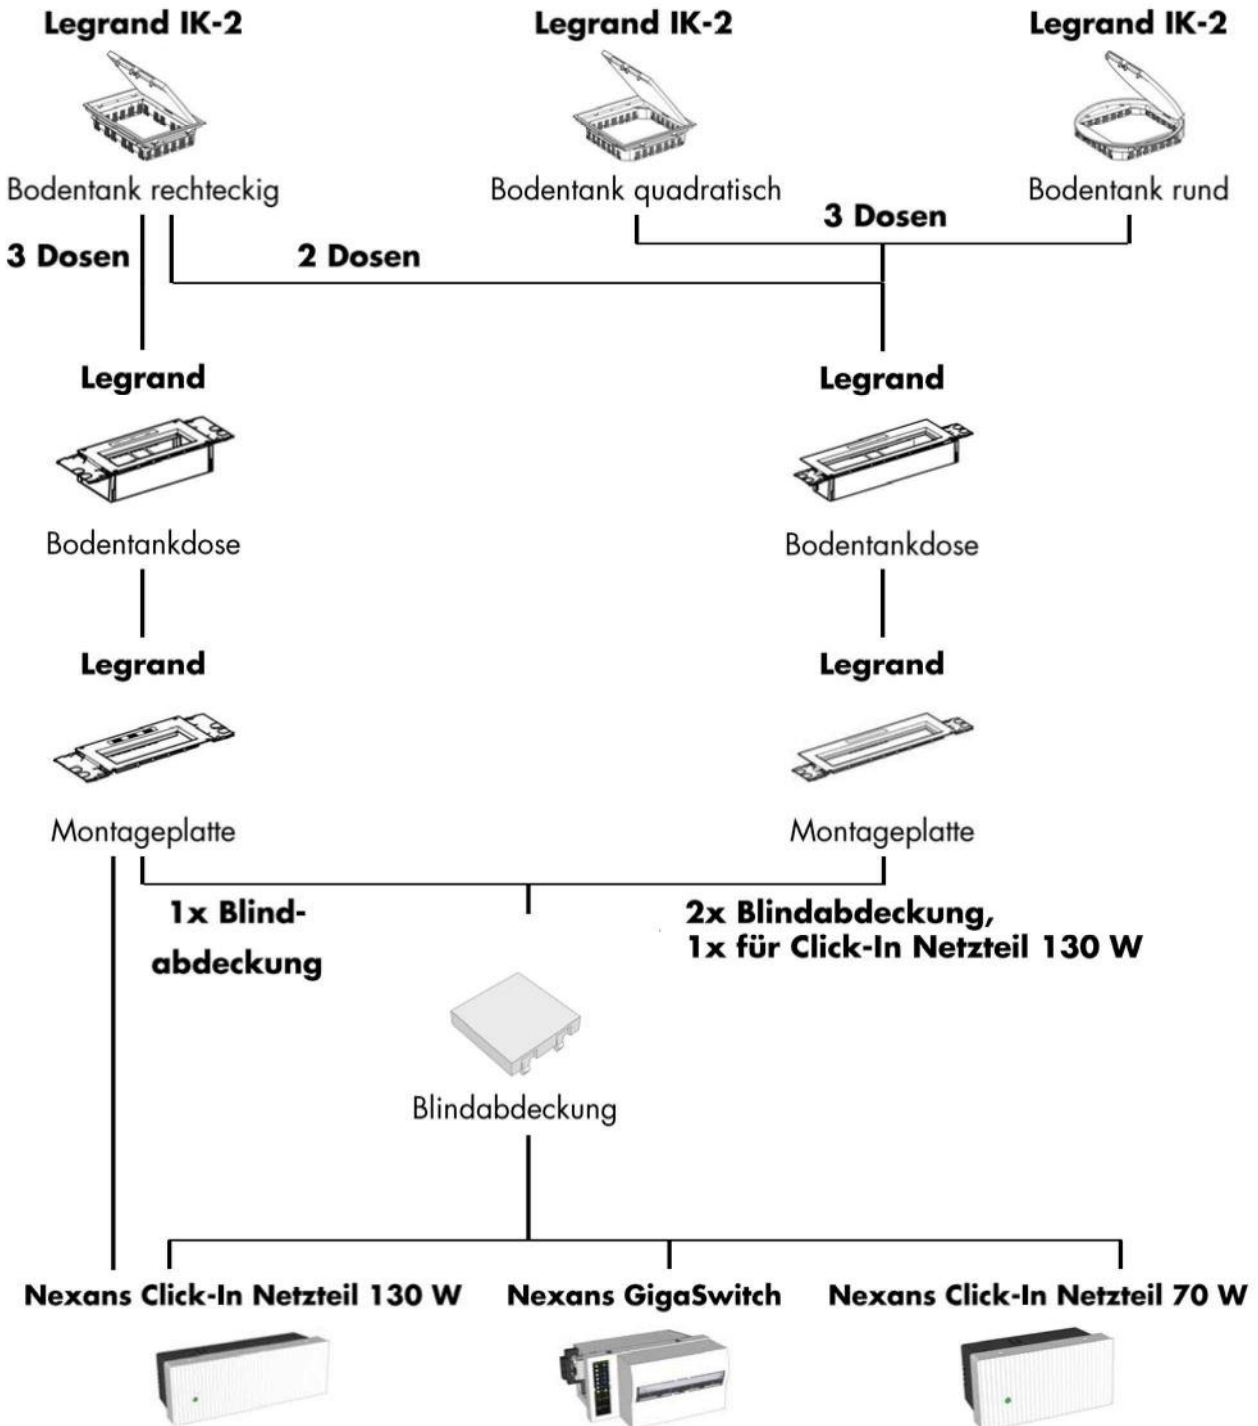 Legrand IK-2
Legrand IK-2
Legrand IK-2
Bodentank rechteckig
Bodentank quadratisch
Bodentank rund
3 Dosen
3 Dosen
2 Dosen
Legrand
Legrand
Bodentankdose
Bodentankdose
Legrand
Legrand
Montageplatte
Montageplatte
1x Blind-
abdeckung
2x Blindabdeckung,
1x für Click-In Netzteil 130 W
Blindabdeckung
Nexans Click-In Netzteil 130 W
Nexans GigaSwitch
Nexans Click-In Netzteil 70 W